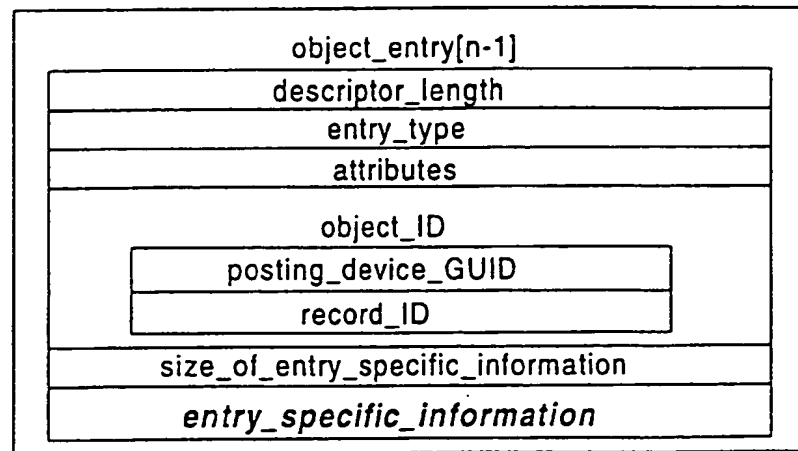 object_entry[n-1]
descriptor_length
entry_type
attributes
object_ID
posting_device_GUID
record_ID
size_of_entry_specific_information
entry_specific_information